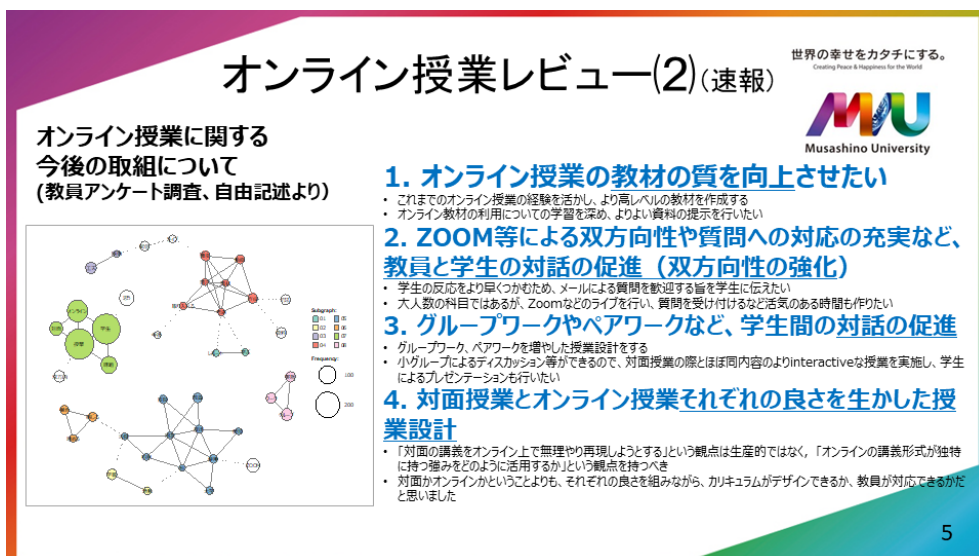 オンライン授業レビュー(2)(速報)
世界の幸せをカタチにする。
Creating Peace & Happiness for the World
MU
Musashino University
オンライン授業に関する
今後の取組について
(教員アンケート調査、自由記述より)
1. オンライン授業の教材の質を向上させたい
• これまでのオンライン授業の経験を活かし、より高レベルの教材を作成する
• オンライン教材の利用についての学習を深め、よりよい資料の提示を行いたい
2. ZOOM等による双方向性や質問への対応の充実など、
教員と学生の対話の促進（双方向性の強化）
• 学生の反応をより早くつかむため、メールによる質問を歓迎する旨を学生に伝えたい
• 大人数の科目ではあるが、Zoomなどのライブを行い、質問を受け付けるなど活気のある時間も作りたい
3. グループワークやペアワークなど、学生間の対話の促進
• グループワーク、ペアワークを増やした授業設計をする
• 小グループによるディスカッション等ができるので、対面授業の際とほぼ同内容のよりinteractiveな授業を実施し、学生
によるプレゼンテーションも行いたい
4. 対面授業とオンライン授業それぞれの良さを生かした授
業設計
• 「対面の講義をオンライン上で無理やり再現しようとする」という観点は生産的ではなく，「オンラインの講義形式が独特
に持つ強みをどのように活用するか」という観点を持つべき
• 対面かオンラインかということよりも、それぞれの良さを組みながら、カリキュラムがデザインできるか、教員が対応できるかだ
と思いました
オンライン
学生
授業
Subgraph:
01 05
02 06
03 07
04 08
Frequency:
100
200
ZOOM
5